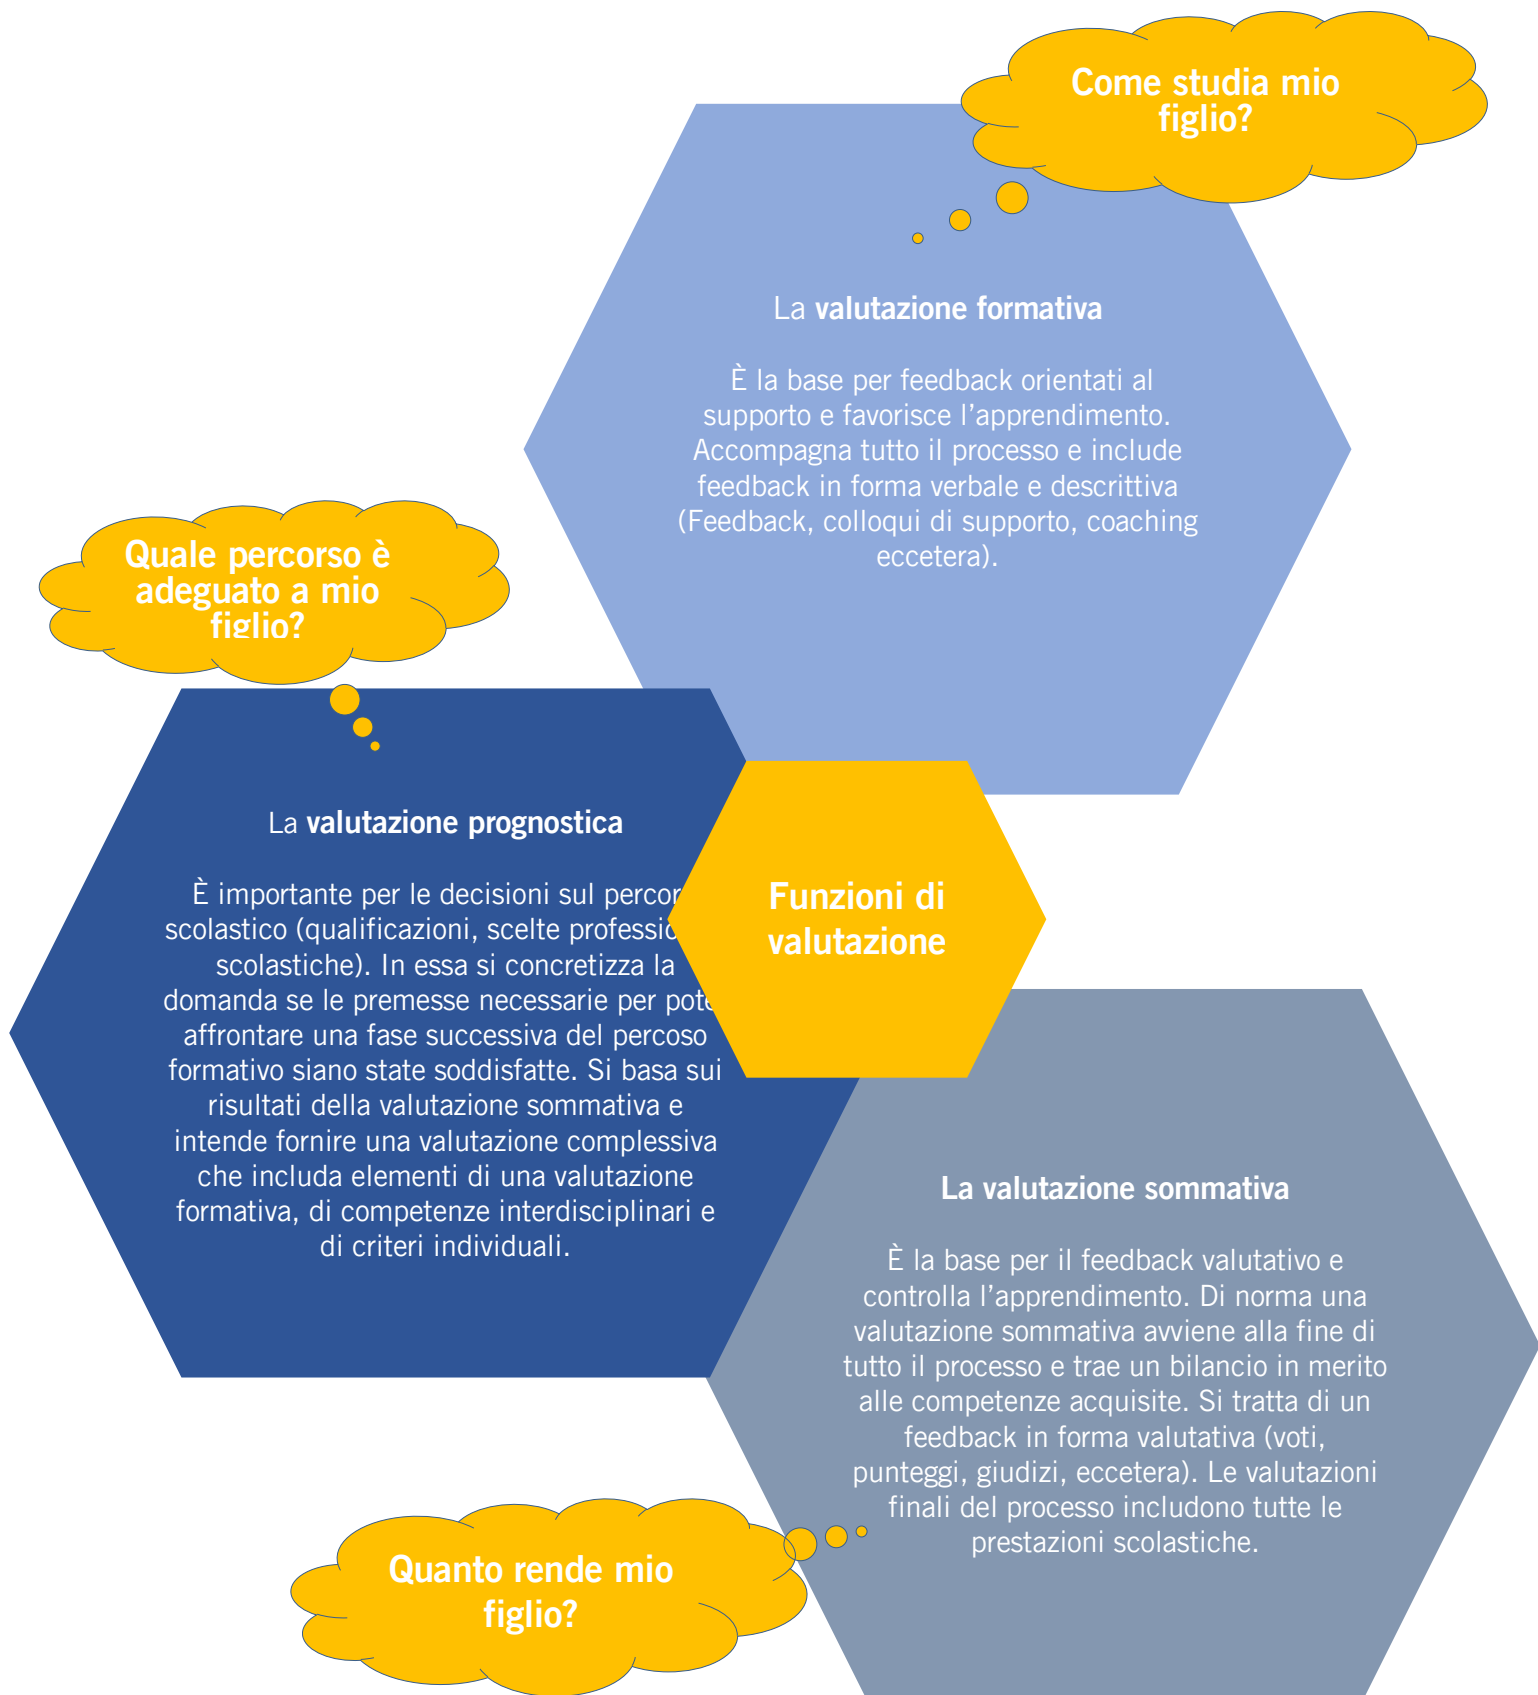 Come studia mio
figlio?
La valutazione formativa
È la base per feedback orientati al
supporto e favorisce l'apprendimento.
Accompagna tutto il processo e include
feedback in forma verbale e descrittiva
(Feedback, colloqui di supporto, coaching
eccetera).
Quale percorso è
adeguato a mio
figlio?
La valutazione prognostica
È importante per le decisioni sul
scolastico (qualificazioni, scelte
scolastiche). In essa si concretizza la
domanda se le premesse necessarie per
affrontare una fase successiva del percoso
formativo siano state soddisfatte. Si basa sui
risultati della valutazione sommativa e
intende fornire una valutazione complessiva
che includa elementi di una valutazione
formativa, di competenze interdisciplinari e
di criteri individuali.
Funzioni di
valutazione
La valutazione sommativa
È la base per il feedback valutativo e
controlla l'apprendimento. Di norma una
valutazione sommativa avviene alla fine di
tutto il processo e trae un bilancio in merito
alle competenze acquisite. Si tratta di un
feedback in forma valutativa (voti,
punteggi, giudizi, eccetera). Le valutazioni
finali del processo includono tutte le
prestazioni scolastiche.
Quanto rende mio
figlio?